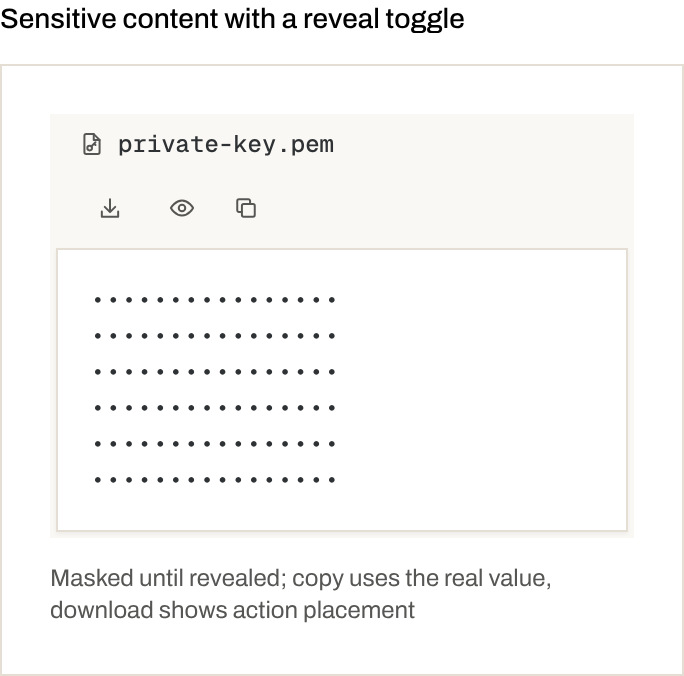 Sensitive content with a reveal toggle
private-key.pem
••••••••••••••••
••••••••••••••••
••••••••••••••••
••••••••••••••••
••••••••••••••••
••••••••••••••••
Masked until revealed; copy uses the real value,
download shows action placement